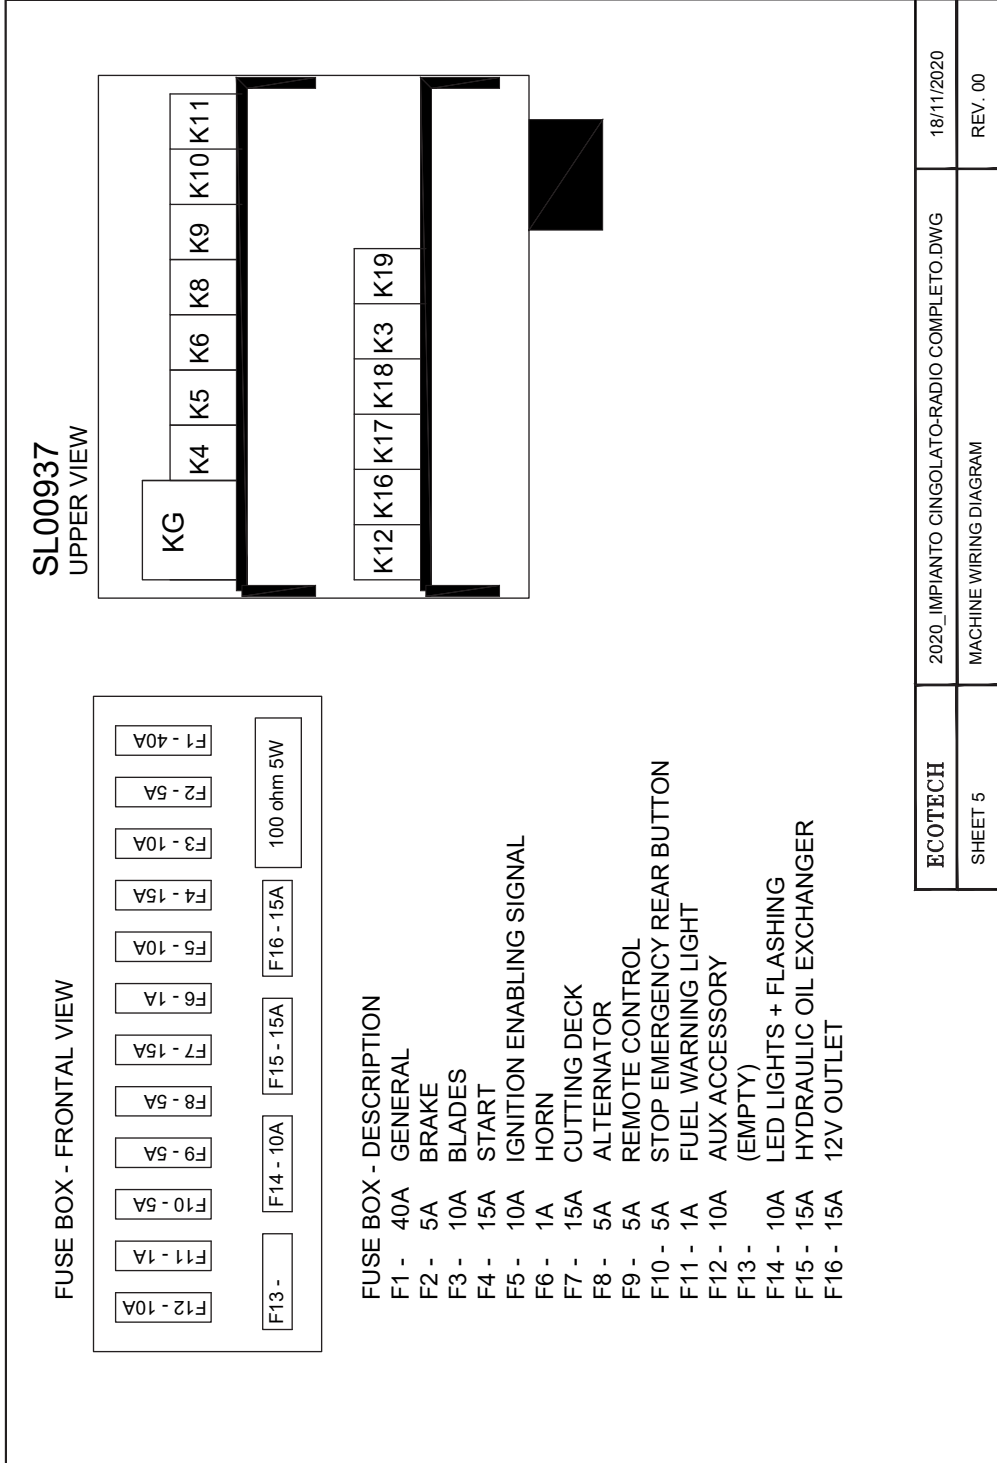 FUSE BOX - FRONTAL VIEW
F12 - 10A
F11 - 1A
F10 - 5A
F9 - 5A
F8 - 5A
F7 - 15A
F6 - 1A
F5 - 10A
F4 - 15A
F3 - 10A
F2 - 5A
F1 - 40A
F13 -
F14 - 10A
F15 - 15A
F16 - 15A
100 ohm 5W
SL00937
UPPER VIEW
KG
K4
K5
K6
K8
K9
K10
K11
K12
K16
K17
K18
K3
K19
FUSE BOX - DESCRIPTION
F1 - 40A GENERAL
F2 - 5A BRAKE
F3 - 10A BLADES
F4 - 15A START
F5 - 10A IGNITION ENABLING SIGNAL
F6 - 1A HORN
F7 - 15A CUTTING DECK
F8 - 5A ALTERNATOR
F9 - 5A REMOTE CONTROL
F10 - 5A STOP EMERGENCY REAR BUTTON
F11 - 1A FUEL WARNING LIGHT
F12 - 10A AUX ACCESSORY
F13 - (EMPTY)
F14 - 10A LED LIGHTS + FLASHING
F15 - 15A HYDRAULIC OIL EXCHANGER
F16 - 15A 12V OUTLET
ECOTECH
2020_IMPIANTO CINGOLATO-RADIO COMPLETO.DWG
18/11/2020
SHEET 5
MACHINE WIRING DIAGRAM
REV. 00